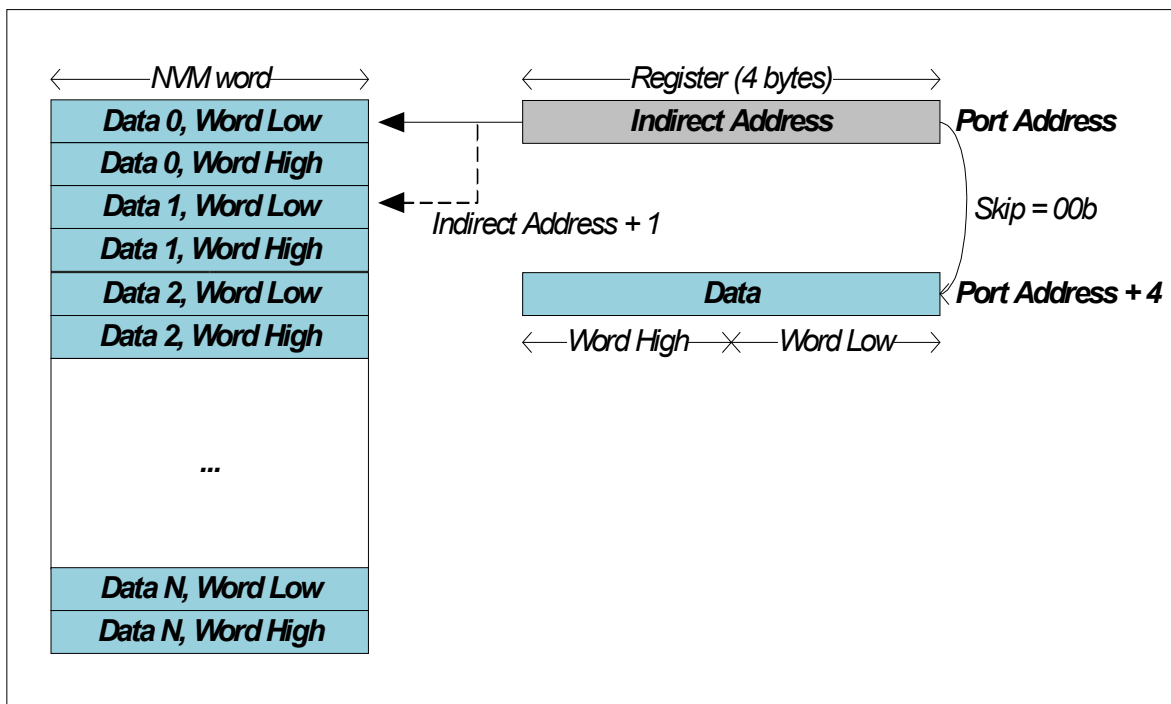 NVM word
Data 0, Word Low
Data 0, Word High
Data 1, Word Low
Data 1, Word High
Data 2, Word Low
Data 2, Word High
...
Data N, Word Low
Data N, Word High
Register (4 bytes)
Indirect Address
Port Address
Indirect Address + 1
Skip = 00b
Data
Port Address + 4
Word High
Word Low